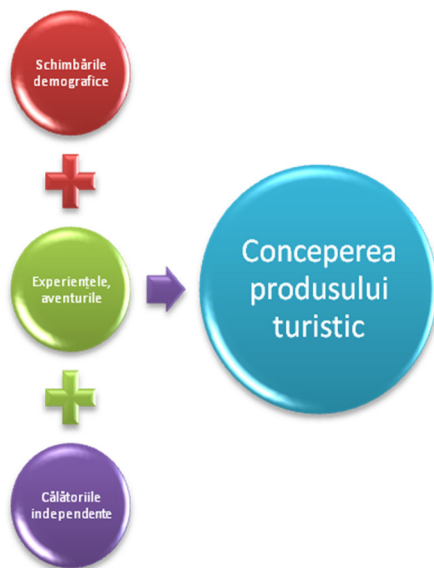 Schimbările
demografice
Experiențele,
aventurile
Călătoriile
independente
Conceperea
produsului
turistic